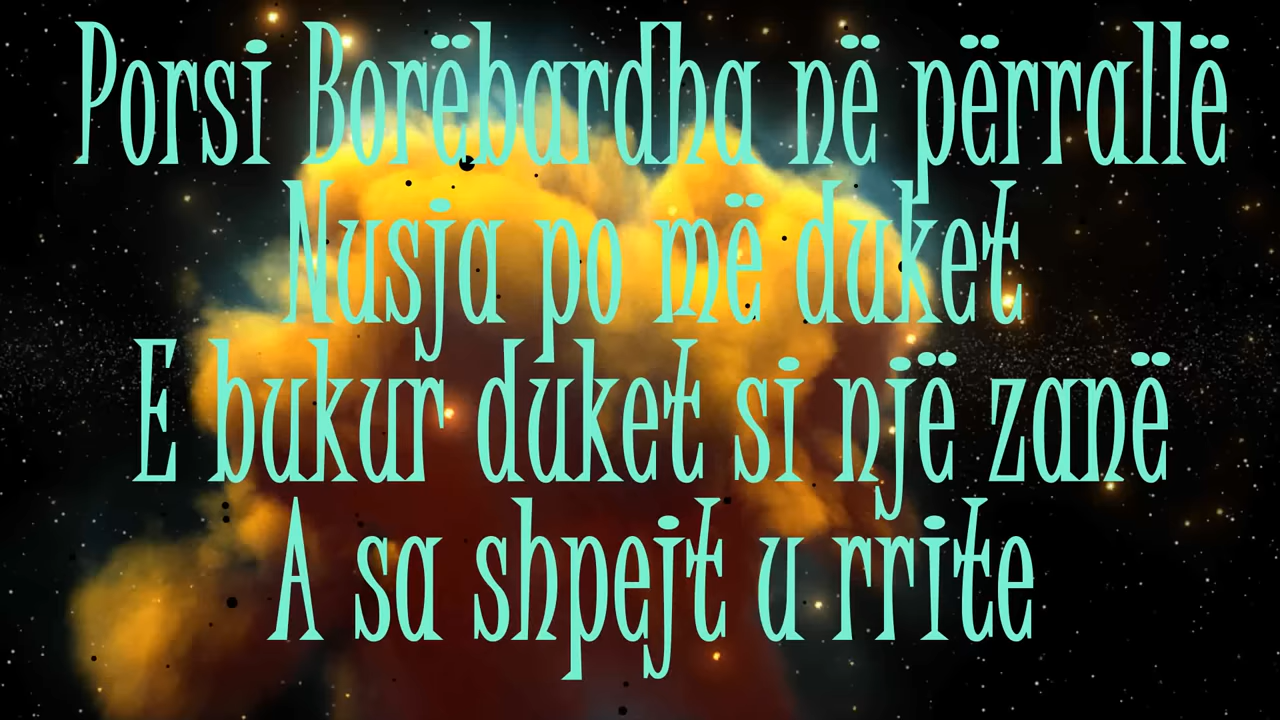 Porsi Borëbardha në përrallë
Nusja po më duket
E bukur duket si një zanë
A sa shpejt u rrite